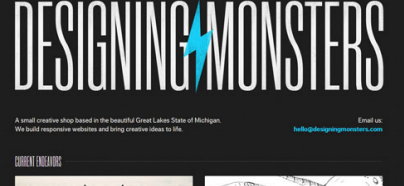 DESIGNING MONSTERS
A small creative shop based in the beautiful Great Lakes State of Michigan.
We build responsive websites and bring creative ideas to life.
Email us:
hello@designingmonsters.com
CURRENT ENDEAVORS